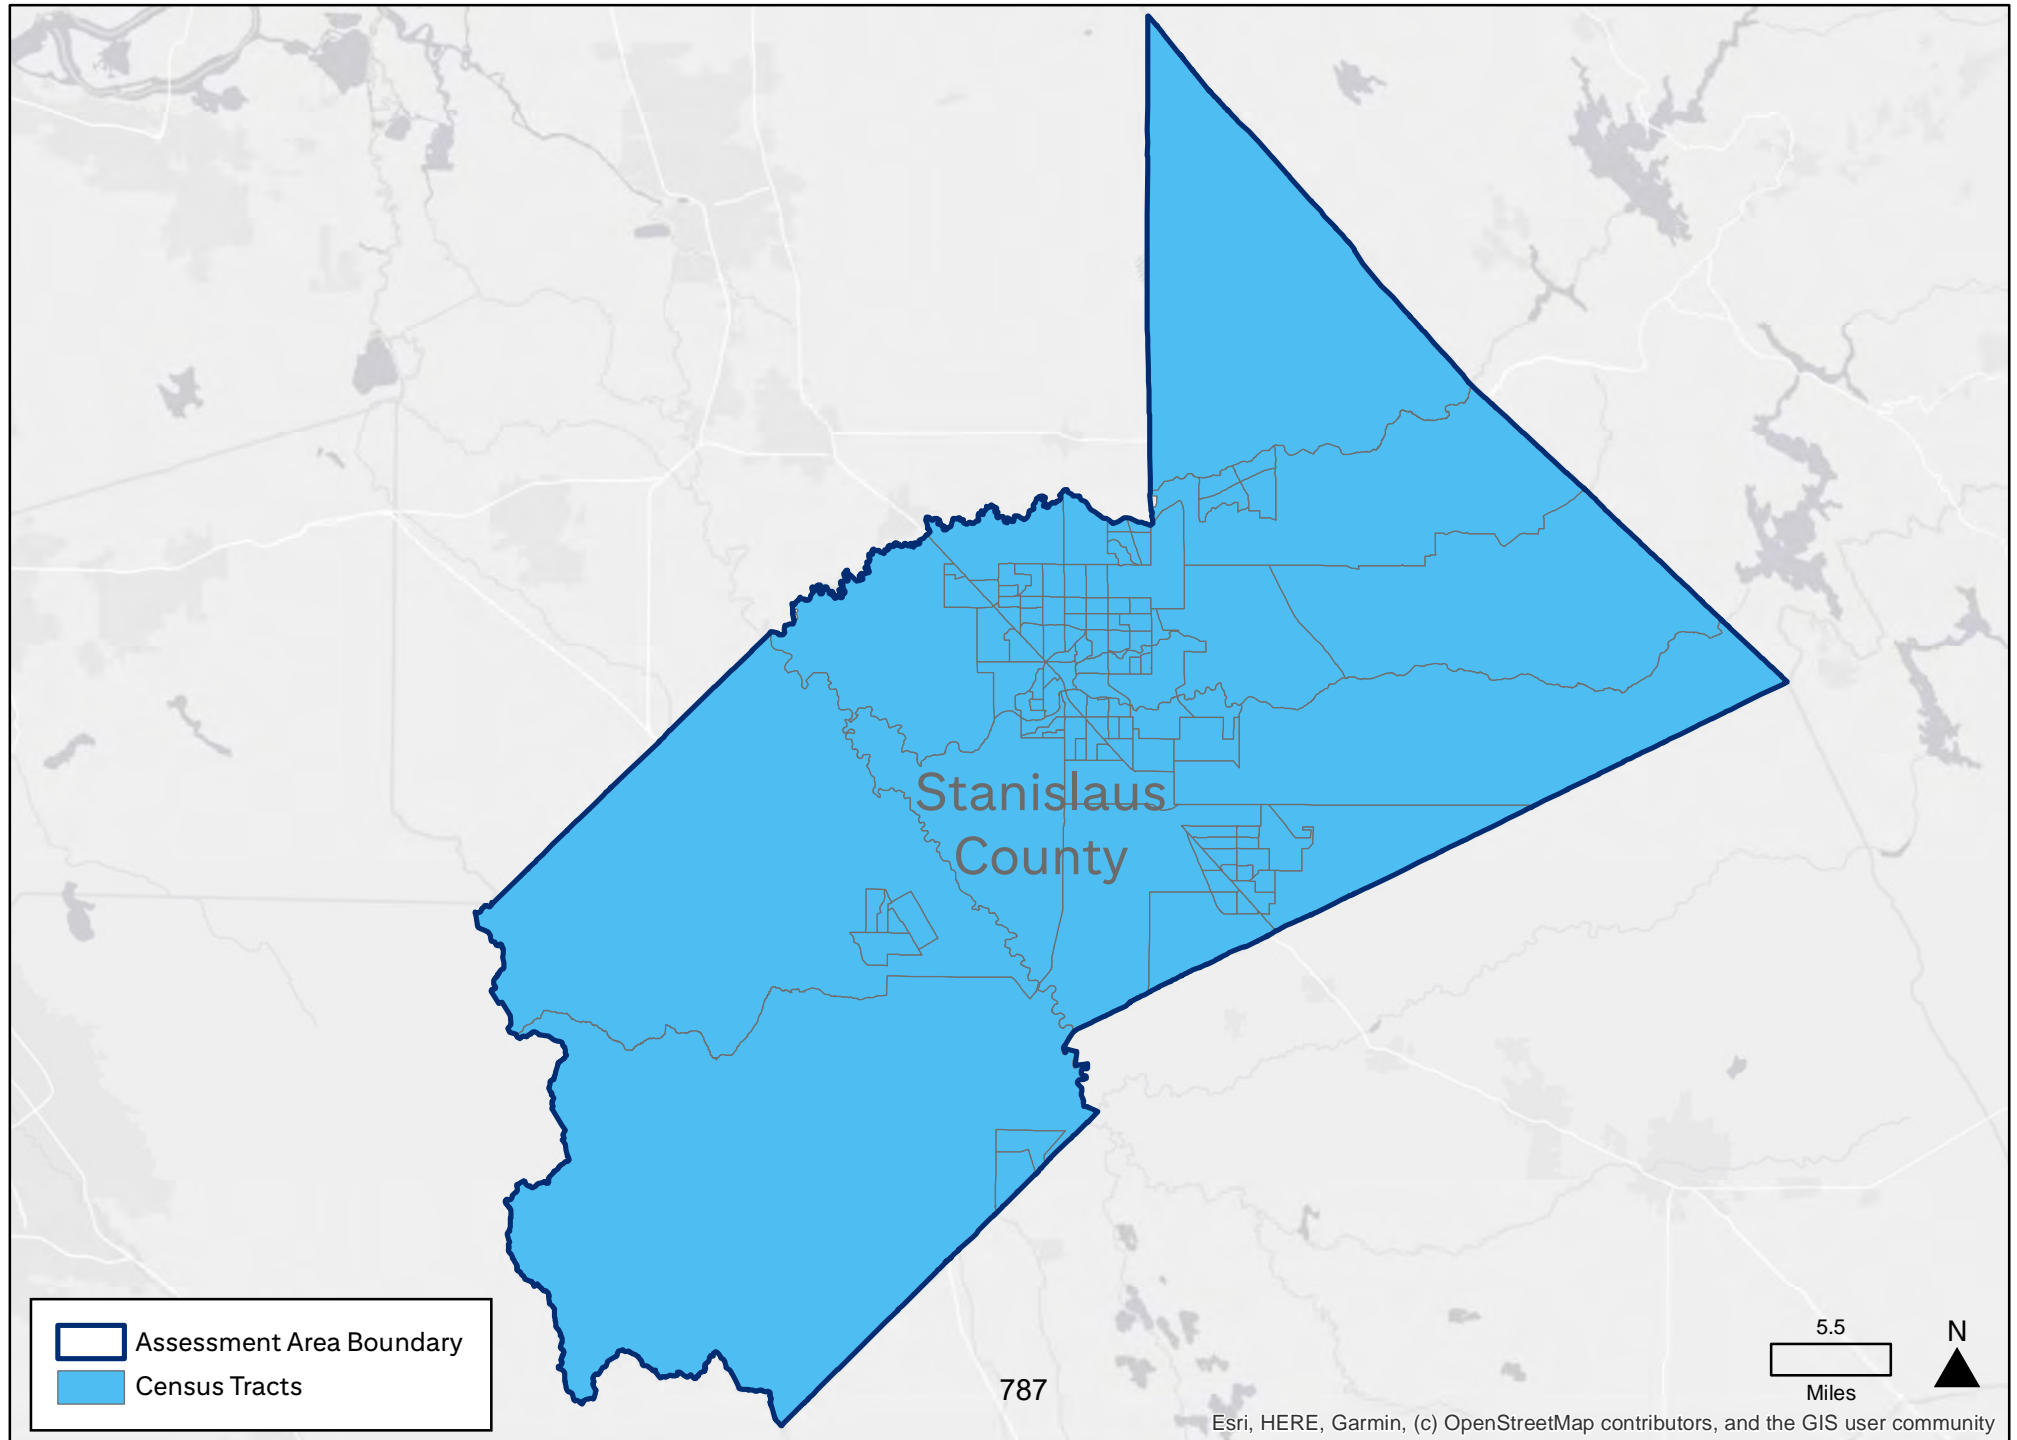 Stanislaus
County
Assessment Area Boundary
Census Tracts
787
5.5
Miles
N
Esri, HERE, Garmin, (c) OpenStreetMap contributors, and the GIS user community